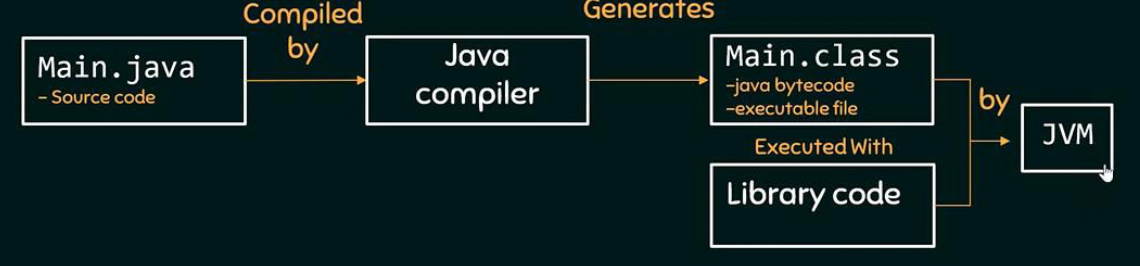 Main.java
- Source code
Compiled
by
Java
compiler
Generates
Main.class
-java bytecode
-executable file
Executed With
Library code
by
JVM